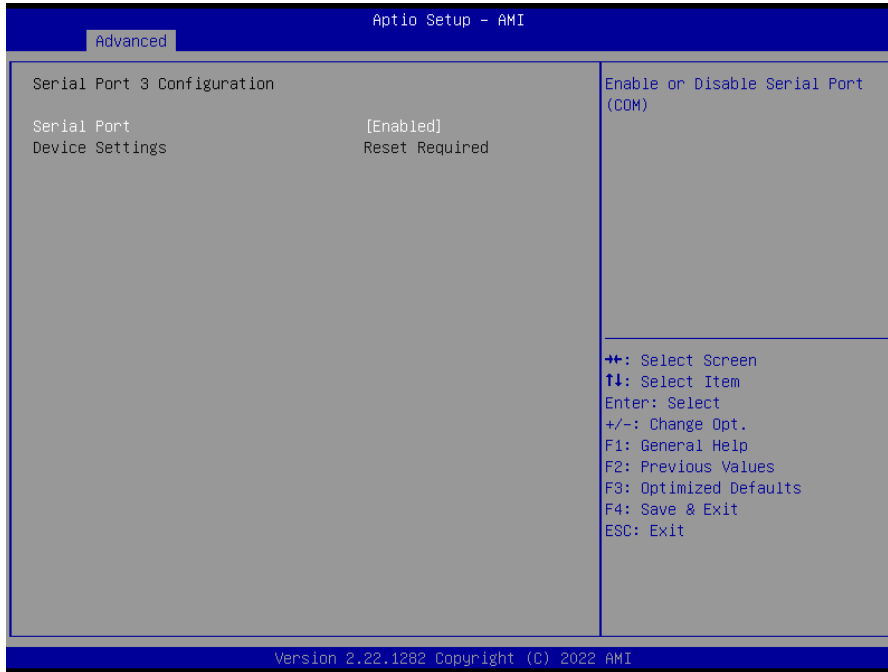 Aptio Setup – AMI
Advanced
Serial Port 3 Configuration
Serial Port [Enabled]
Device Settings Reset Required
Enable or Disable Serial Port
(COM)
→←: Select Screen
↑↓: Select Item
Enter: Select
+/-: Change Opt.
F1: General Help
F2: Previous Values
F3: Optimized Defaults
F4: Save & Exit
ESC: Exit
Version 2.22.1282 Copyright (C) 2022 AMI